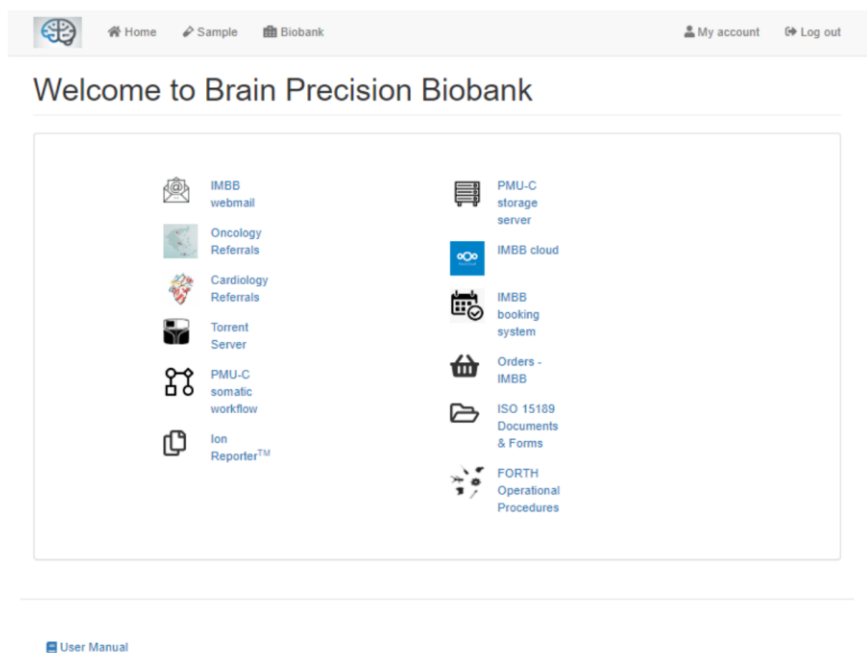 Home Sample Biobank My account Log out
Welcome to Brain Precision Biobank
IMBB
webmail
Oncology
Referrals
Cardiology
Referrals
Torrent
Server
PMU-C
somatic
workflow
Ion
Reporter™
PMU-C
storage
server
IMBB cloud
IMBB
booking
system
Orders -
IMBB
ISO 15189
Documents
& Forms
FORTH
Operational
Procedures
User Manual